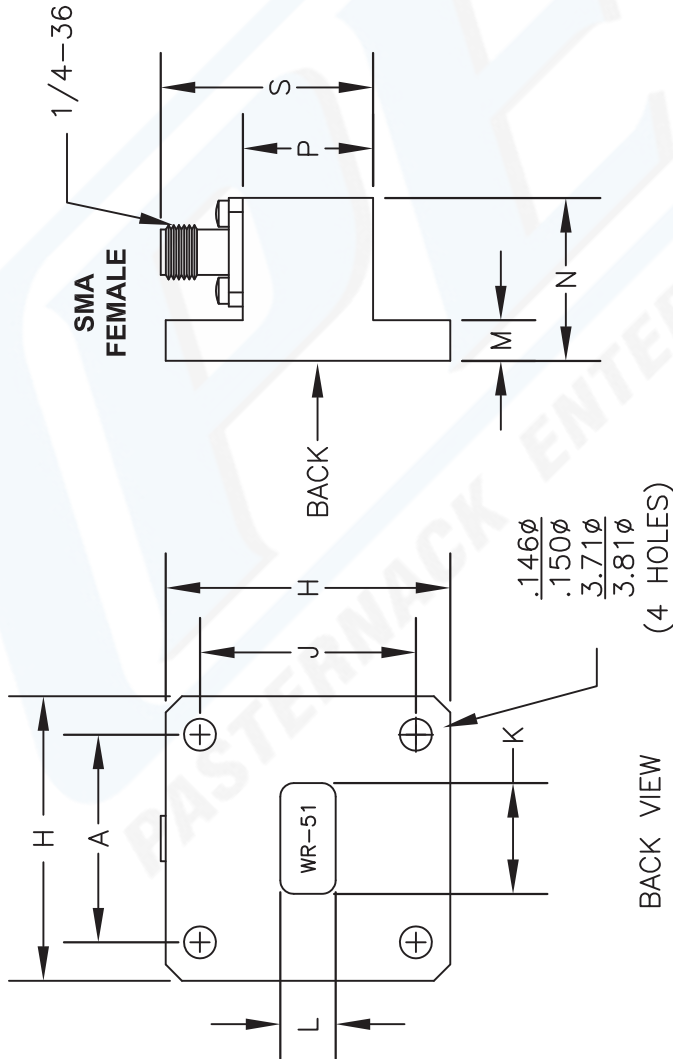 1/4-36
SMA
FEMALE
S
P
N
M
BACK
H
A
H
J
K
L
WR-51
.146ø
.150ø
3.71ø
3.81ø
(4 HOLES)
BACK VIEW
PE
PASTERNACK ENTER